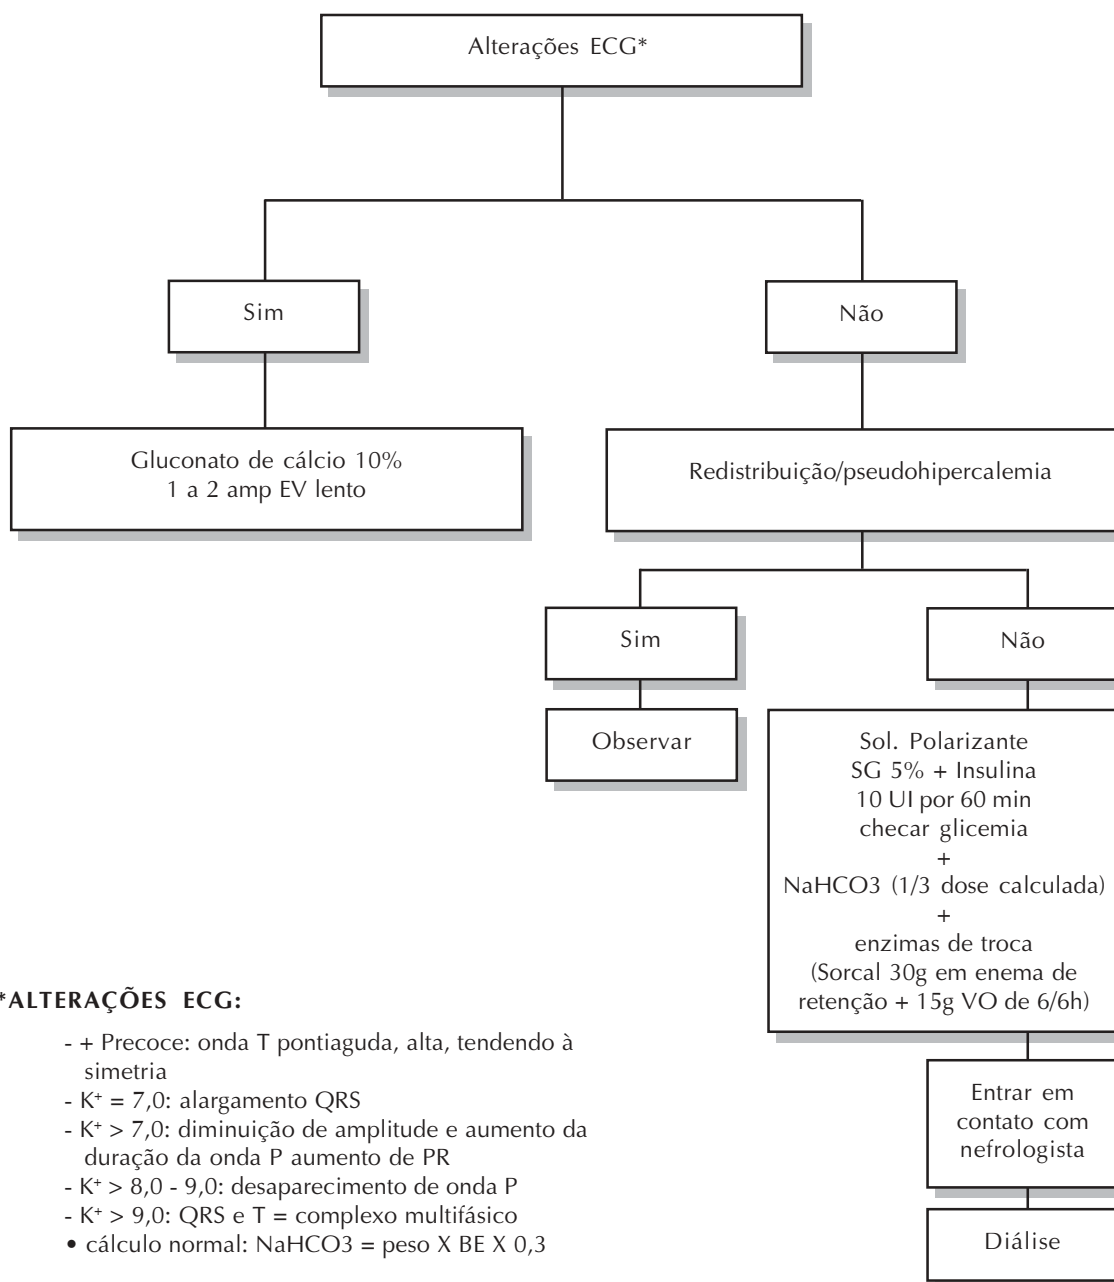 Alterações ECG*
Sim
Não
Gluconato de cálcio 10%
1 a 2 amp EV lento
Redistribuição/pseudohipercalemia
Sim
Não
Observar
Sol. Polarizante
SG 5% + Insulina
10 UI por 60 min
checar glicemia
+
NaHCO3 (1/3 dose calculada)
+
enzimas de troca
(Sorcal 30g em enema de
retenção + 15g VO de 6/6h)
Entrar em
contato com
nefrologista
Diálise
*ALTERAÇÕES ECG:
- + Precoce: onda T pontiaguda, alta, tendendo à
simetria
- K⁺ = 7,0: alargamento QRS
- K⁺ > 7,0: diminuição de amplitude e aumento da
duração da onda P aumento de PR
- K⁺ > 8,0 - 9,0: desaparecimento de onda P
- K⁺ > 9,0: QRS e T = complexo multifásico
• cálculo normal: NaHCO3 = peso X BE X 0,3